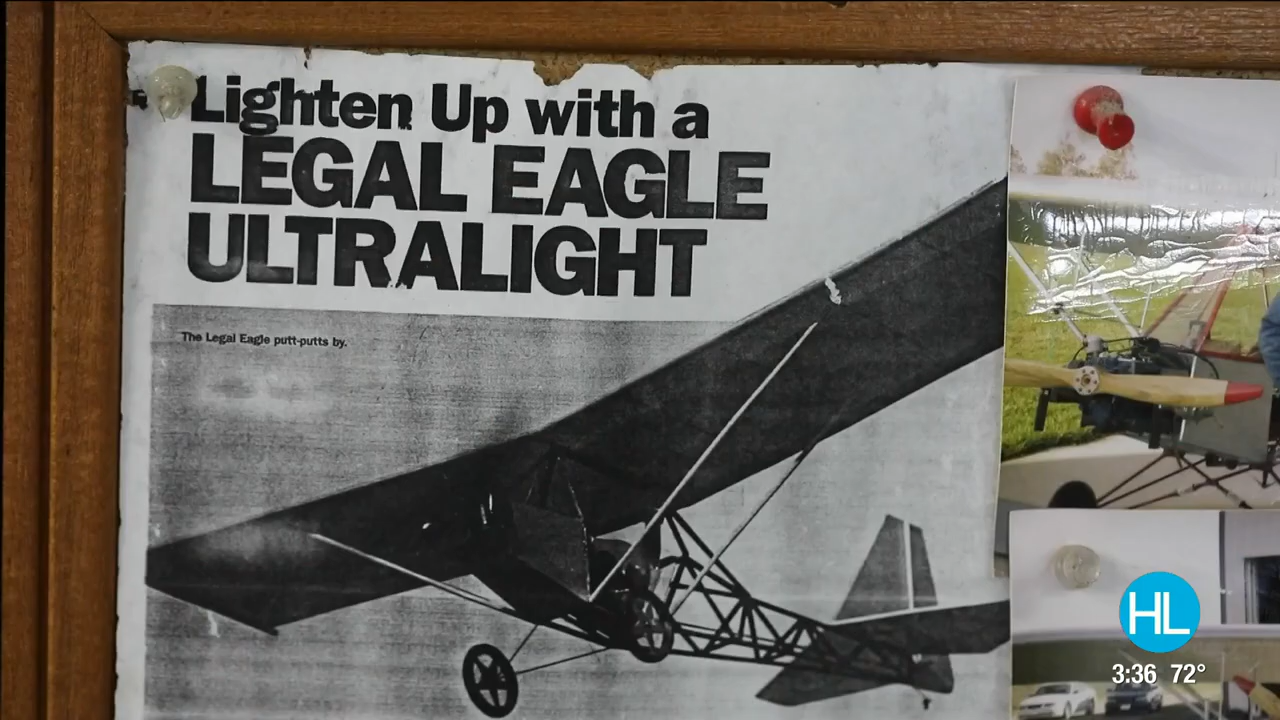 Lighten Up with a
LEGAL EAGLE
ULTRALIGHT
The Legal Eagle putt-putts by.
HL
3:36 72°